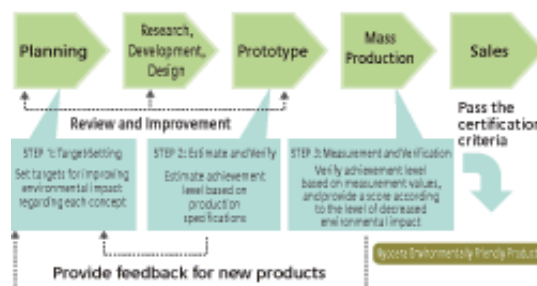 Planning
Research,
Development,
Design
Prototype
Mass
Production
Sales
Review and Improvement
Pass the
certification
criteria
STEP 1: Target Setting
Set targets for improving
environmental impact
regarding each concept
STEP 2: Estimate and Verify
Estimate achievement
level based on
production
specifications
STEP 3: Measurement and Verification
Verify achievement level
based on measurement values,
and provide a score according
to the level of decreased
environmental impact
Kyocera Environmentally Friendly Product
Provide feedback for new products